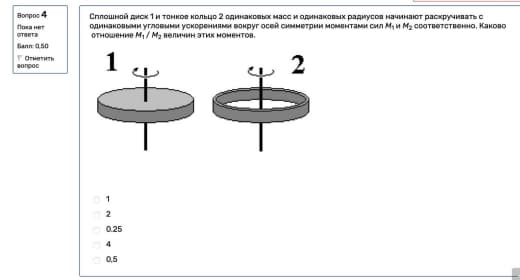 Вопрос 4
Пока нет
ответа
Балл: 0,50
Отметить
вопрос
Сплошной диск 1 и тонкое кольцо 2 одинаковых масс и одинаковых радиусов начинают раскручивать с
одинаковыми угловыми ускорениями вокруг осей симметрии моментами сил M₁ и M₂ соответственно. Каково
отношение M₁ / M₂ величин этих моментов.
1
2
1
2
0.25
4
0,5